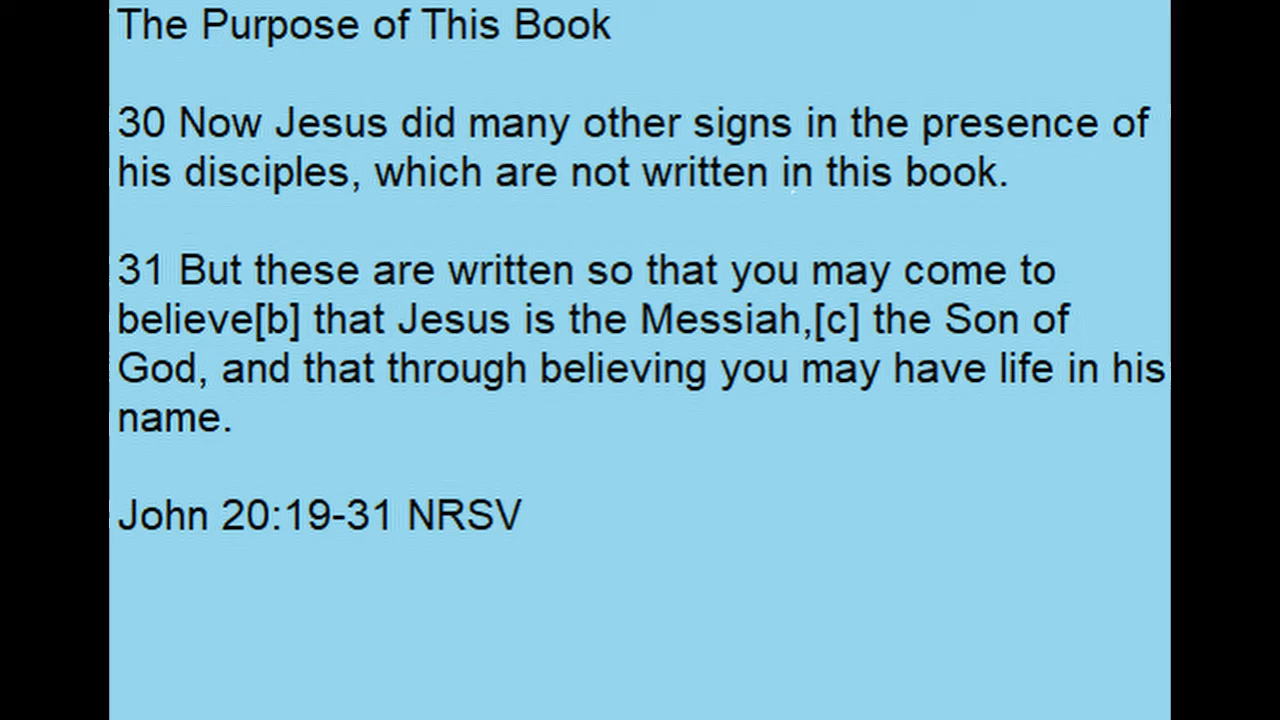 The Purpose of This Book
30 Now Jesus did many other signs in the presence of
his disciples, which are not written in this book.
31 But these are written so that you may come to
believe[b] that Jesus is the Messiah,[c] the Son of
God, and that through believing you may have life in his
name.
John 20:19-31 NRSV